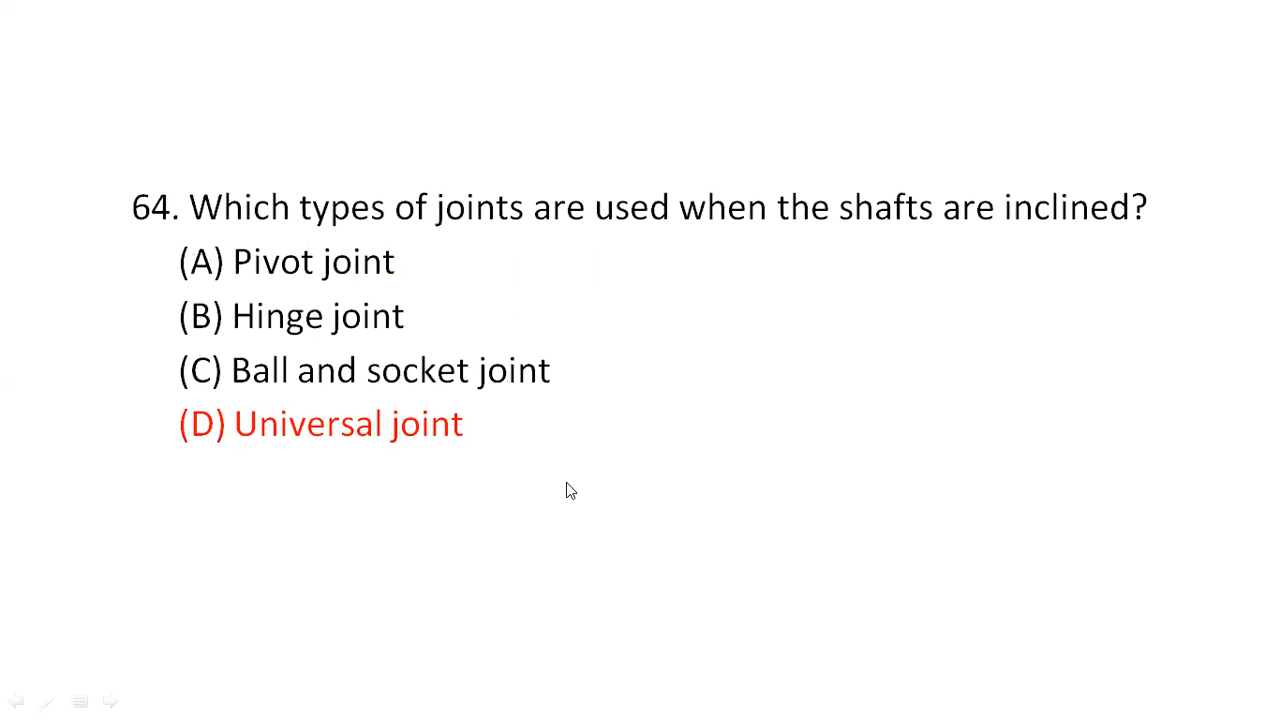 64. Which types of joints are used when the shafts are inclined?
(A) Pivot joint
(B) Hinge joint
(C) Ball and socket joint
(D) Universal joint